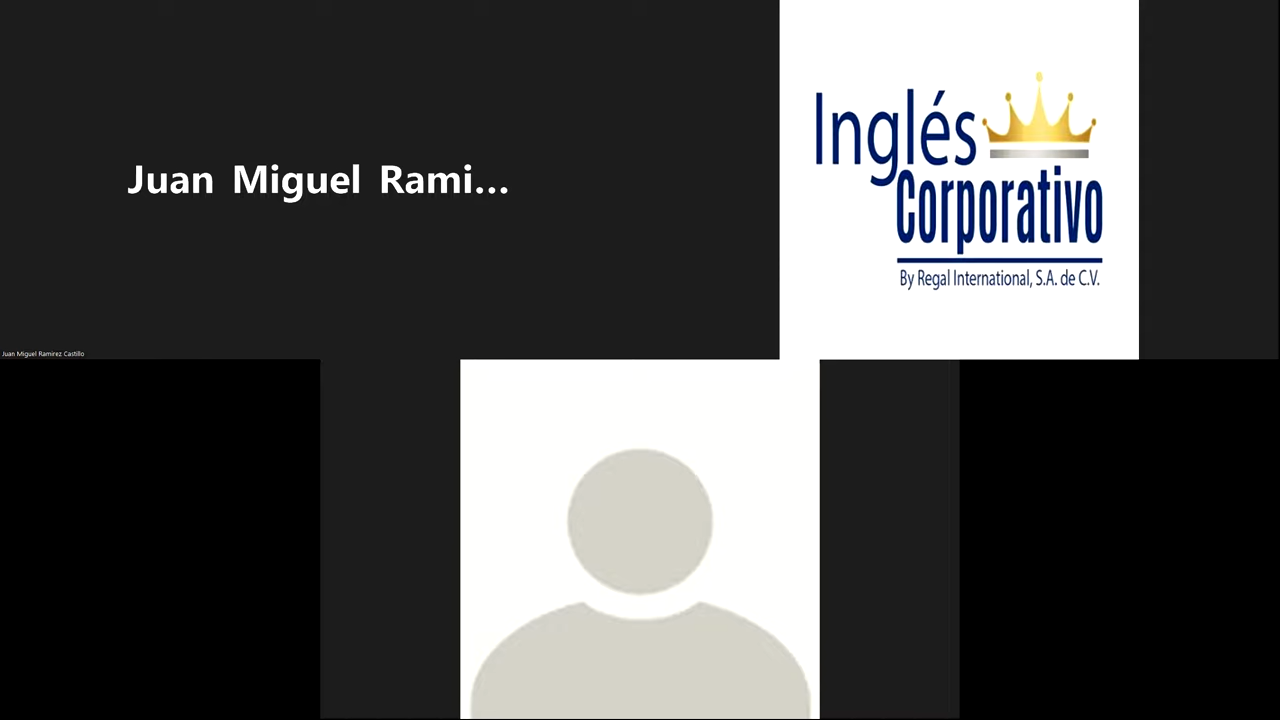 Juan Miguel Rami...
Inglés
Corporativo
By Regal International, S.A. de C.V.
Juan Miguel Ramirez Castillo